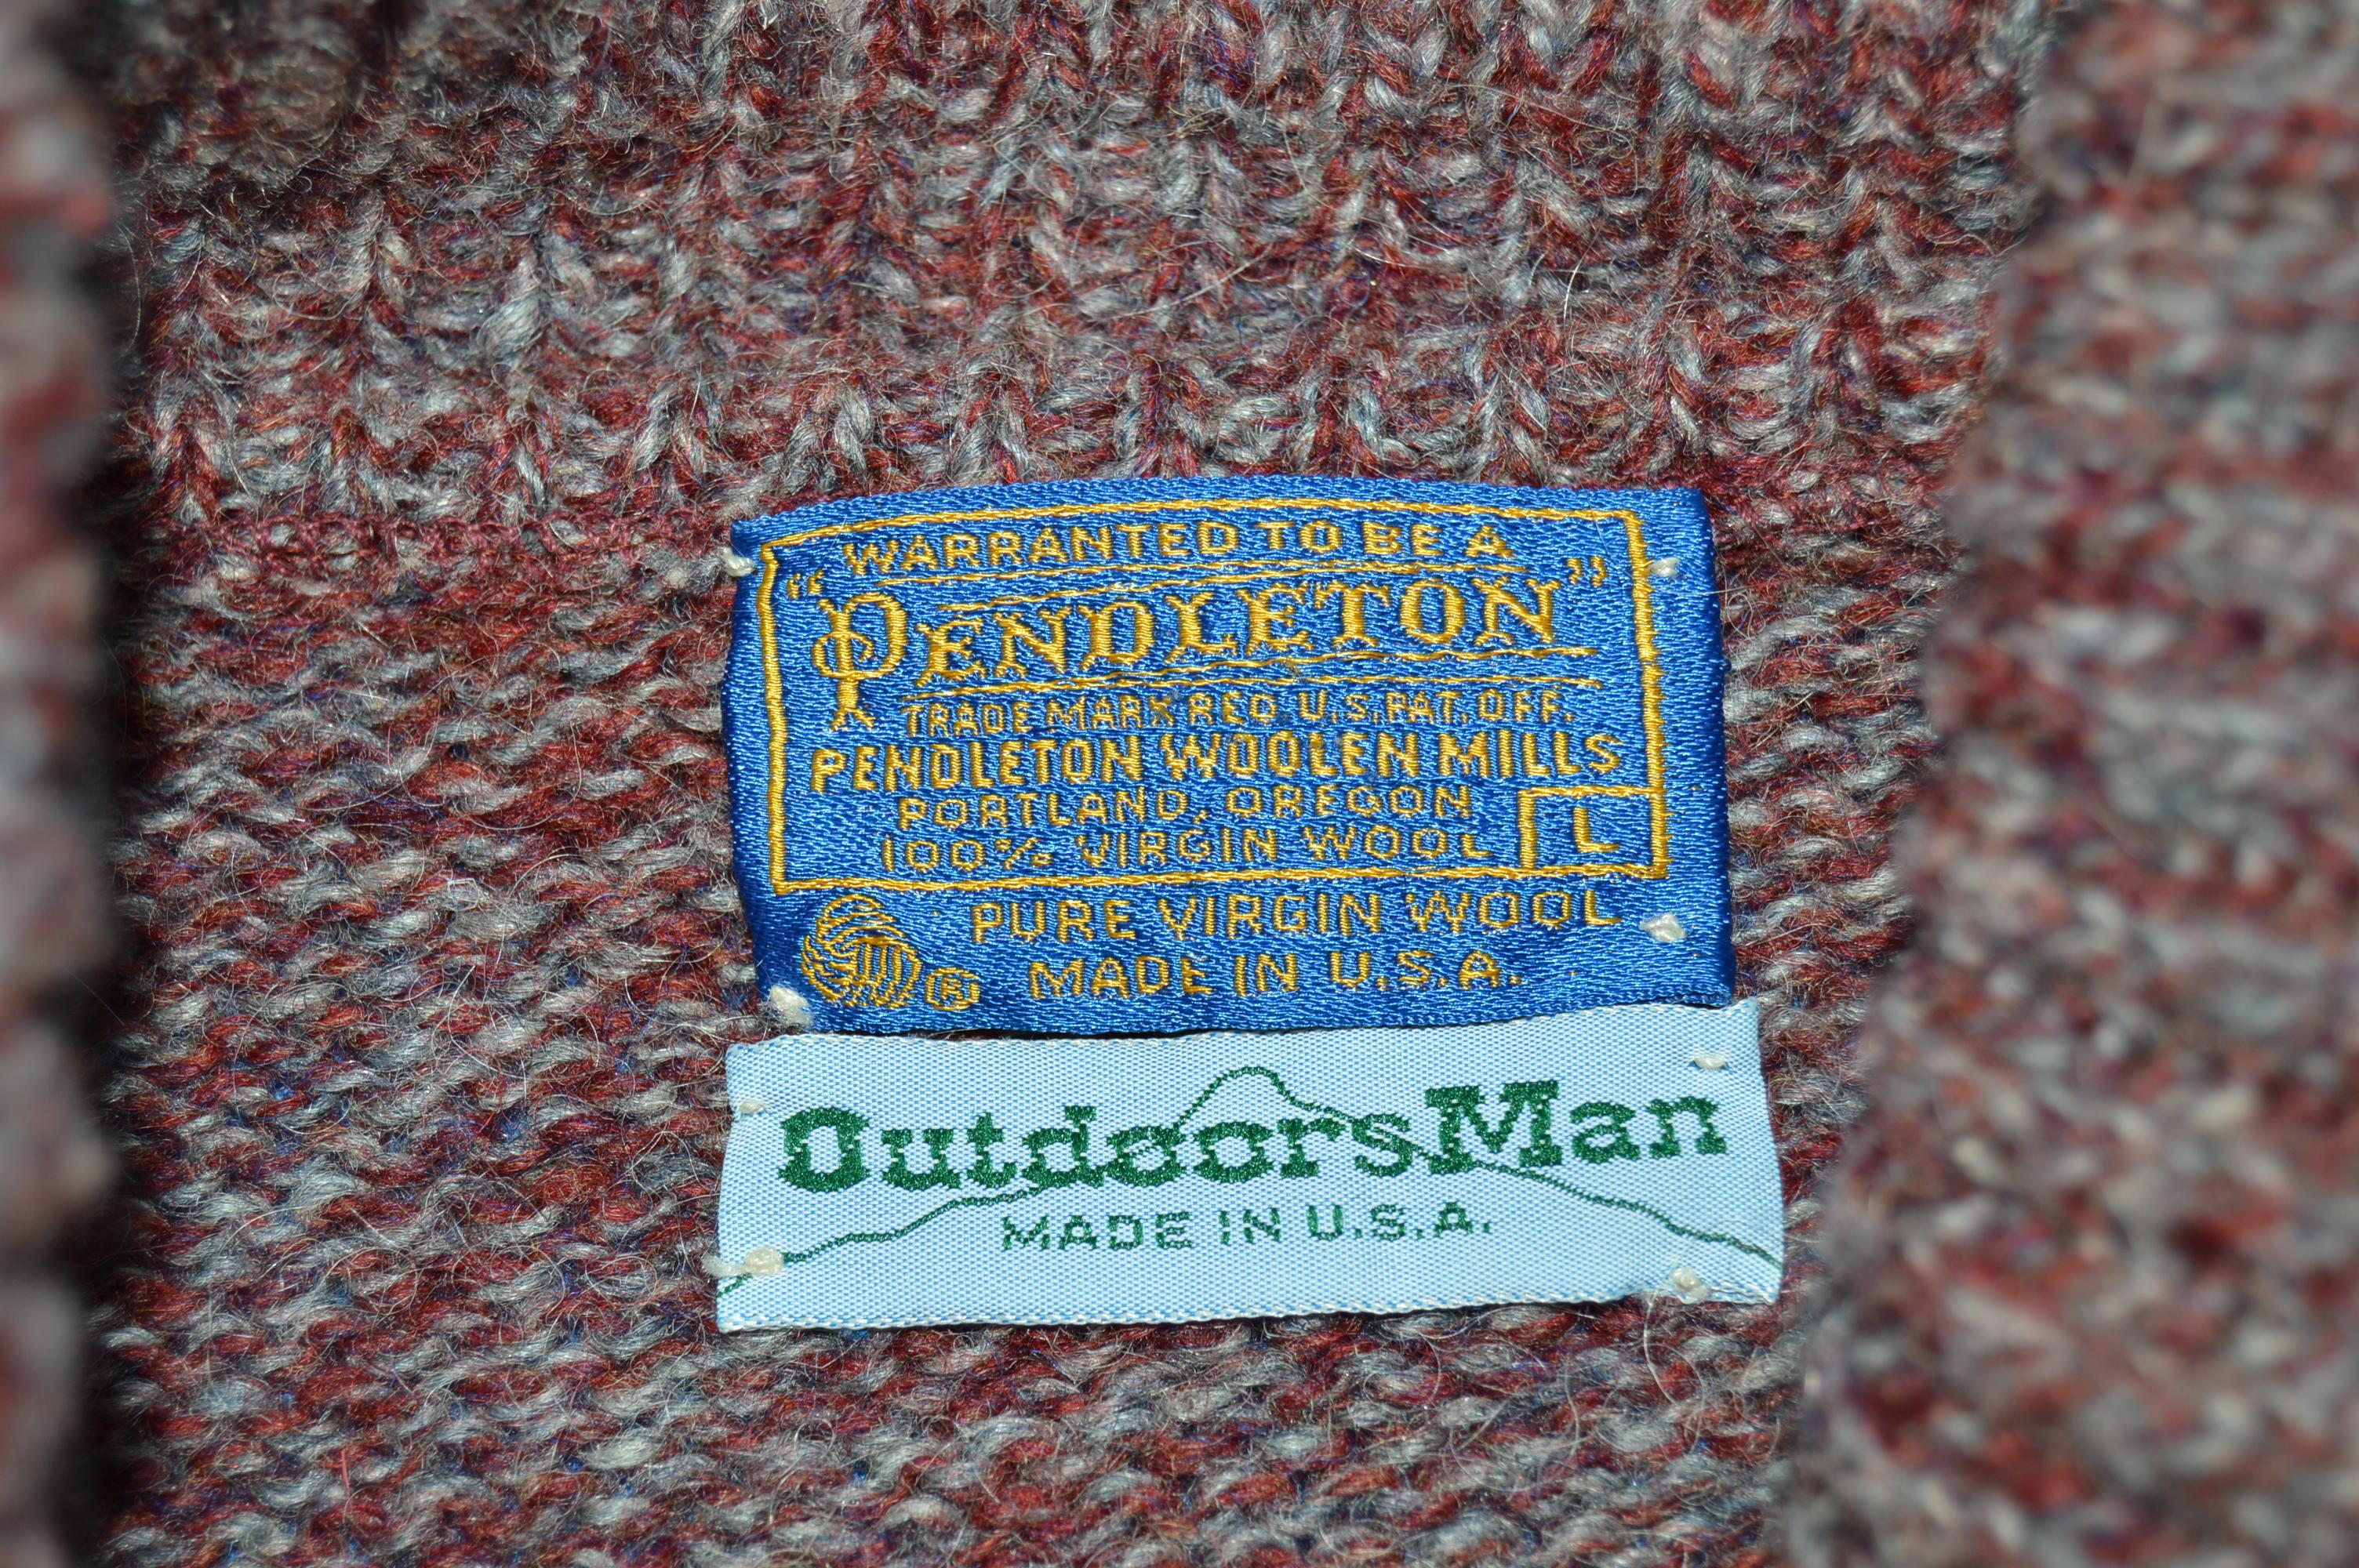 WARRANTED TO BE A
"PENDLETON"
TRADE MARK REG U.S. PAT. OFF.
PENDLETON WOOLEN MILLS
PORTLAND, OREGON
100% VIRGIN WOOL L
PURE VIRGIN WOOL
® MADE IN U.S.A.
OutdoorsMan
MADE IN U.S.A.